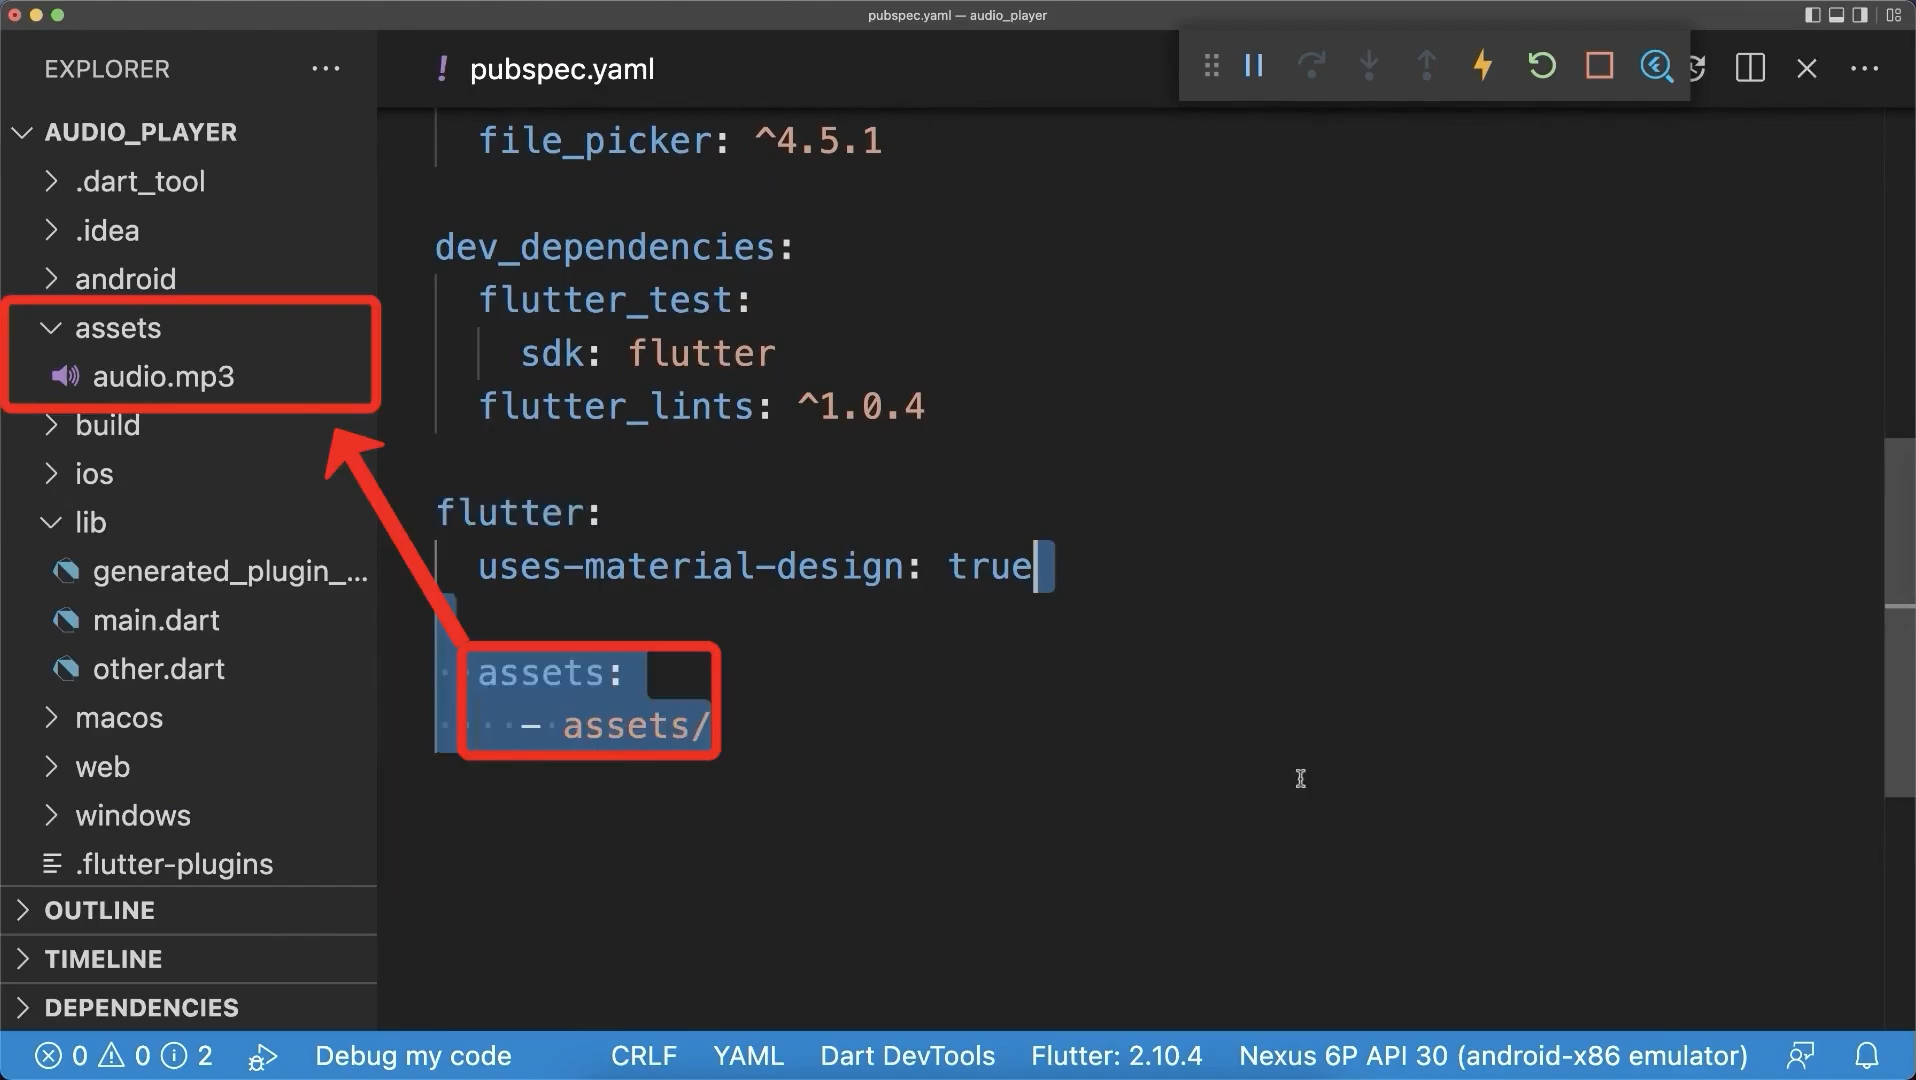 pubspec.yaml — audio_player
EXPLORER
AUDIO_PLAYER
.dart_tool
.idea
android
assets
audio.mp3
build
ios
lib
generated_plugin_...
main.dart
other.dart
macos
web
windows
.flutter-plugins
OUTLINE
TIMELINE
DEPENDENCIES
! pubspec.yaml
file_picker: ^4.5.1
dev_dependencies:
flutter_test:
sdk: flutter
flutter_lints: ^1.0.4
flutter:
uses-material-design: true
assets:
- assets/
0 0 2 Debug my code CRLF YAML Dart DevTools Flutter: 2.10.4 Nexus 6P API 30 (android-x86 emulator)